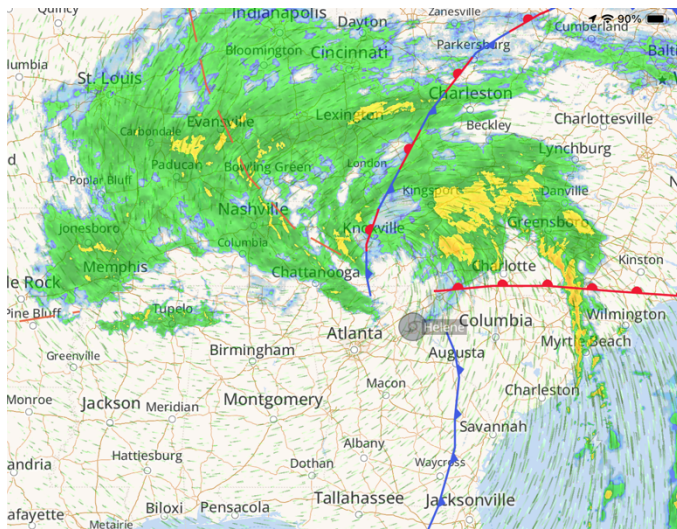 Quincy
Indianapolis
Dayton
Zanesville
90%
Cumberland
Bloomington
Cincinnati
Parkersburg
Balti
lumbia
St. Louis
Charleston
Evansville
Lexington
Carbondale
Beckley
Charlottesville
Paducah
Bowling Green
London
Lynchburg
d
Poplar Bluff
Kingsport
Danville
N
Nashville
Jonesboro
Columbia
Knoxville
Greensboro
Memphis
Chattanooga
Charlotte
Kinston
le Rock
Pine Bluff
Tupelo
Atlanta
Helene
Columbia
Wilmington
Greenville
Birmingham
Augusta
Myrtle Beach
Macon
Charleston
Monroe
Jackson
Meridian
Montgomery
Savannah
Albany
Hattiesburg
Dothan
Waycross
andria
Tallahassee
Jacksonville
Biloxi
Pensacola
afayette
Metairie